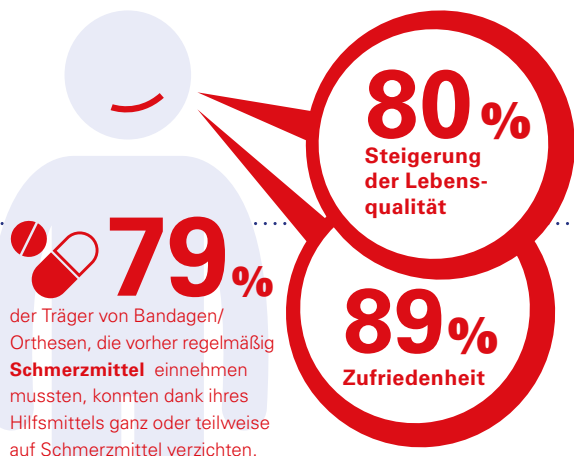 80 %
Steigerung
der Lebens-
qualität
79 %
der Träger von Bandagen/
Orthesen, die vorher regelmäßig
Schmerzmittel einnehmen
mussten, konnten dank ihres
Hilfsmittels ganz oder teilweise
auf Schmerzmittel verzichten.
89 %
Zufriedenheit